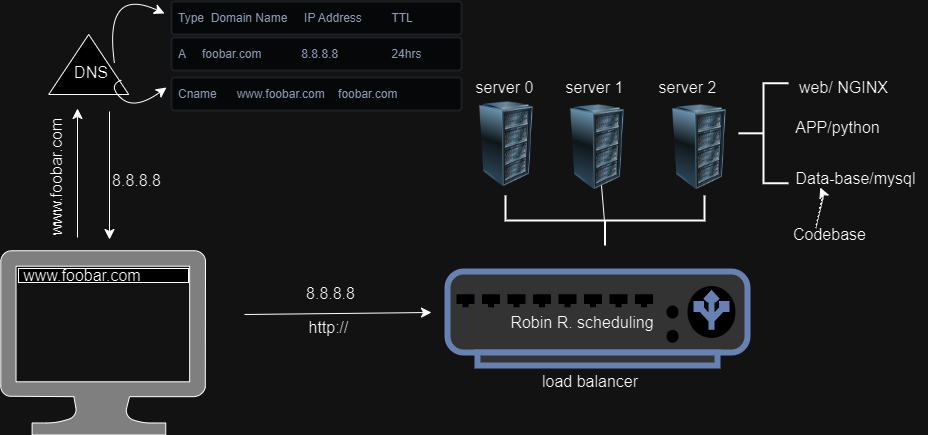 Type Domain Name IP Address TTL
A foobar.com 8.8.8.8 24hrs
Cname www.foobar.com foobar.com
DNS
www.foobar.com
8.8.8.8
server 0 server 1 server 2
web/ NGINX
APP/python
Data-base/mysql
Codebase
www.foobar.com
8.8.8.8
http://
Robin R. scheduling
load balancer